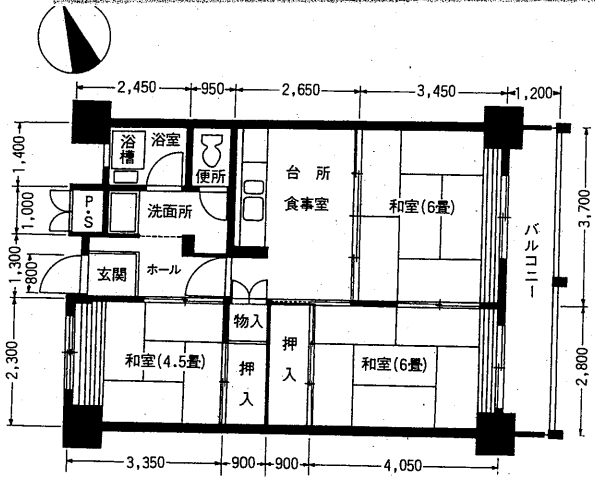 2,450
950
2,650
3,450
1,200
1,400
1,000
1,300
800
2,300
浴槽
浴室
便所
台所
食事室
和室(6畳)
P・S
洗面所
玄関
ホール
バルコニー
3,700
2,800
物入
和室(4.5畳)
押入
押入
和室(6畳)
3,350
900
900
4,050